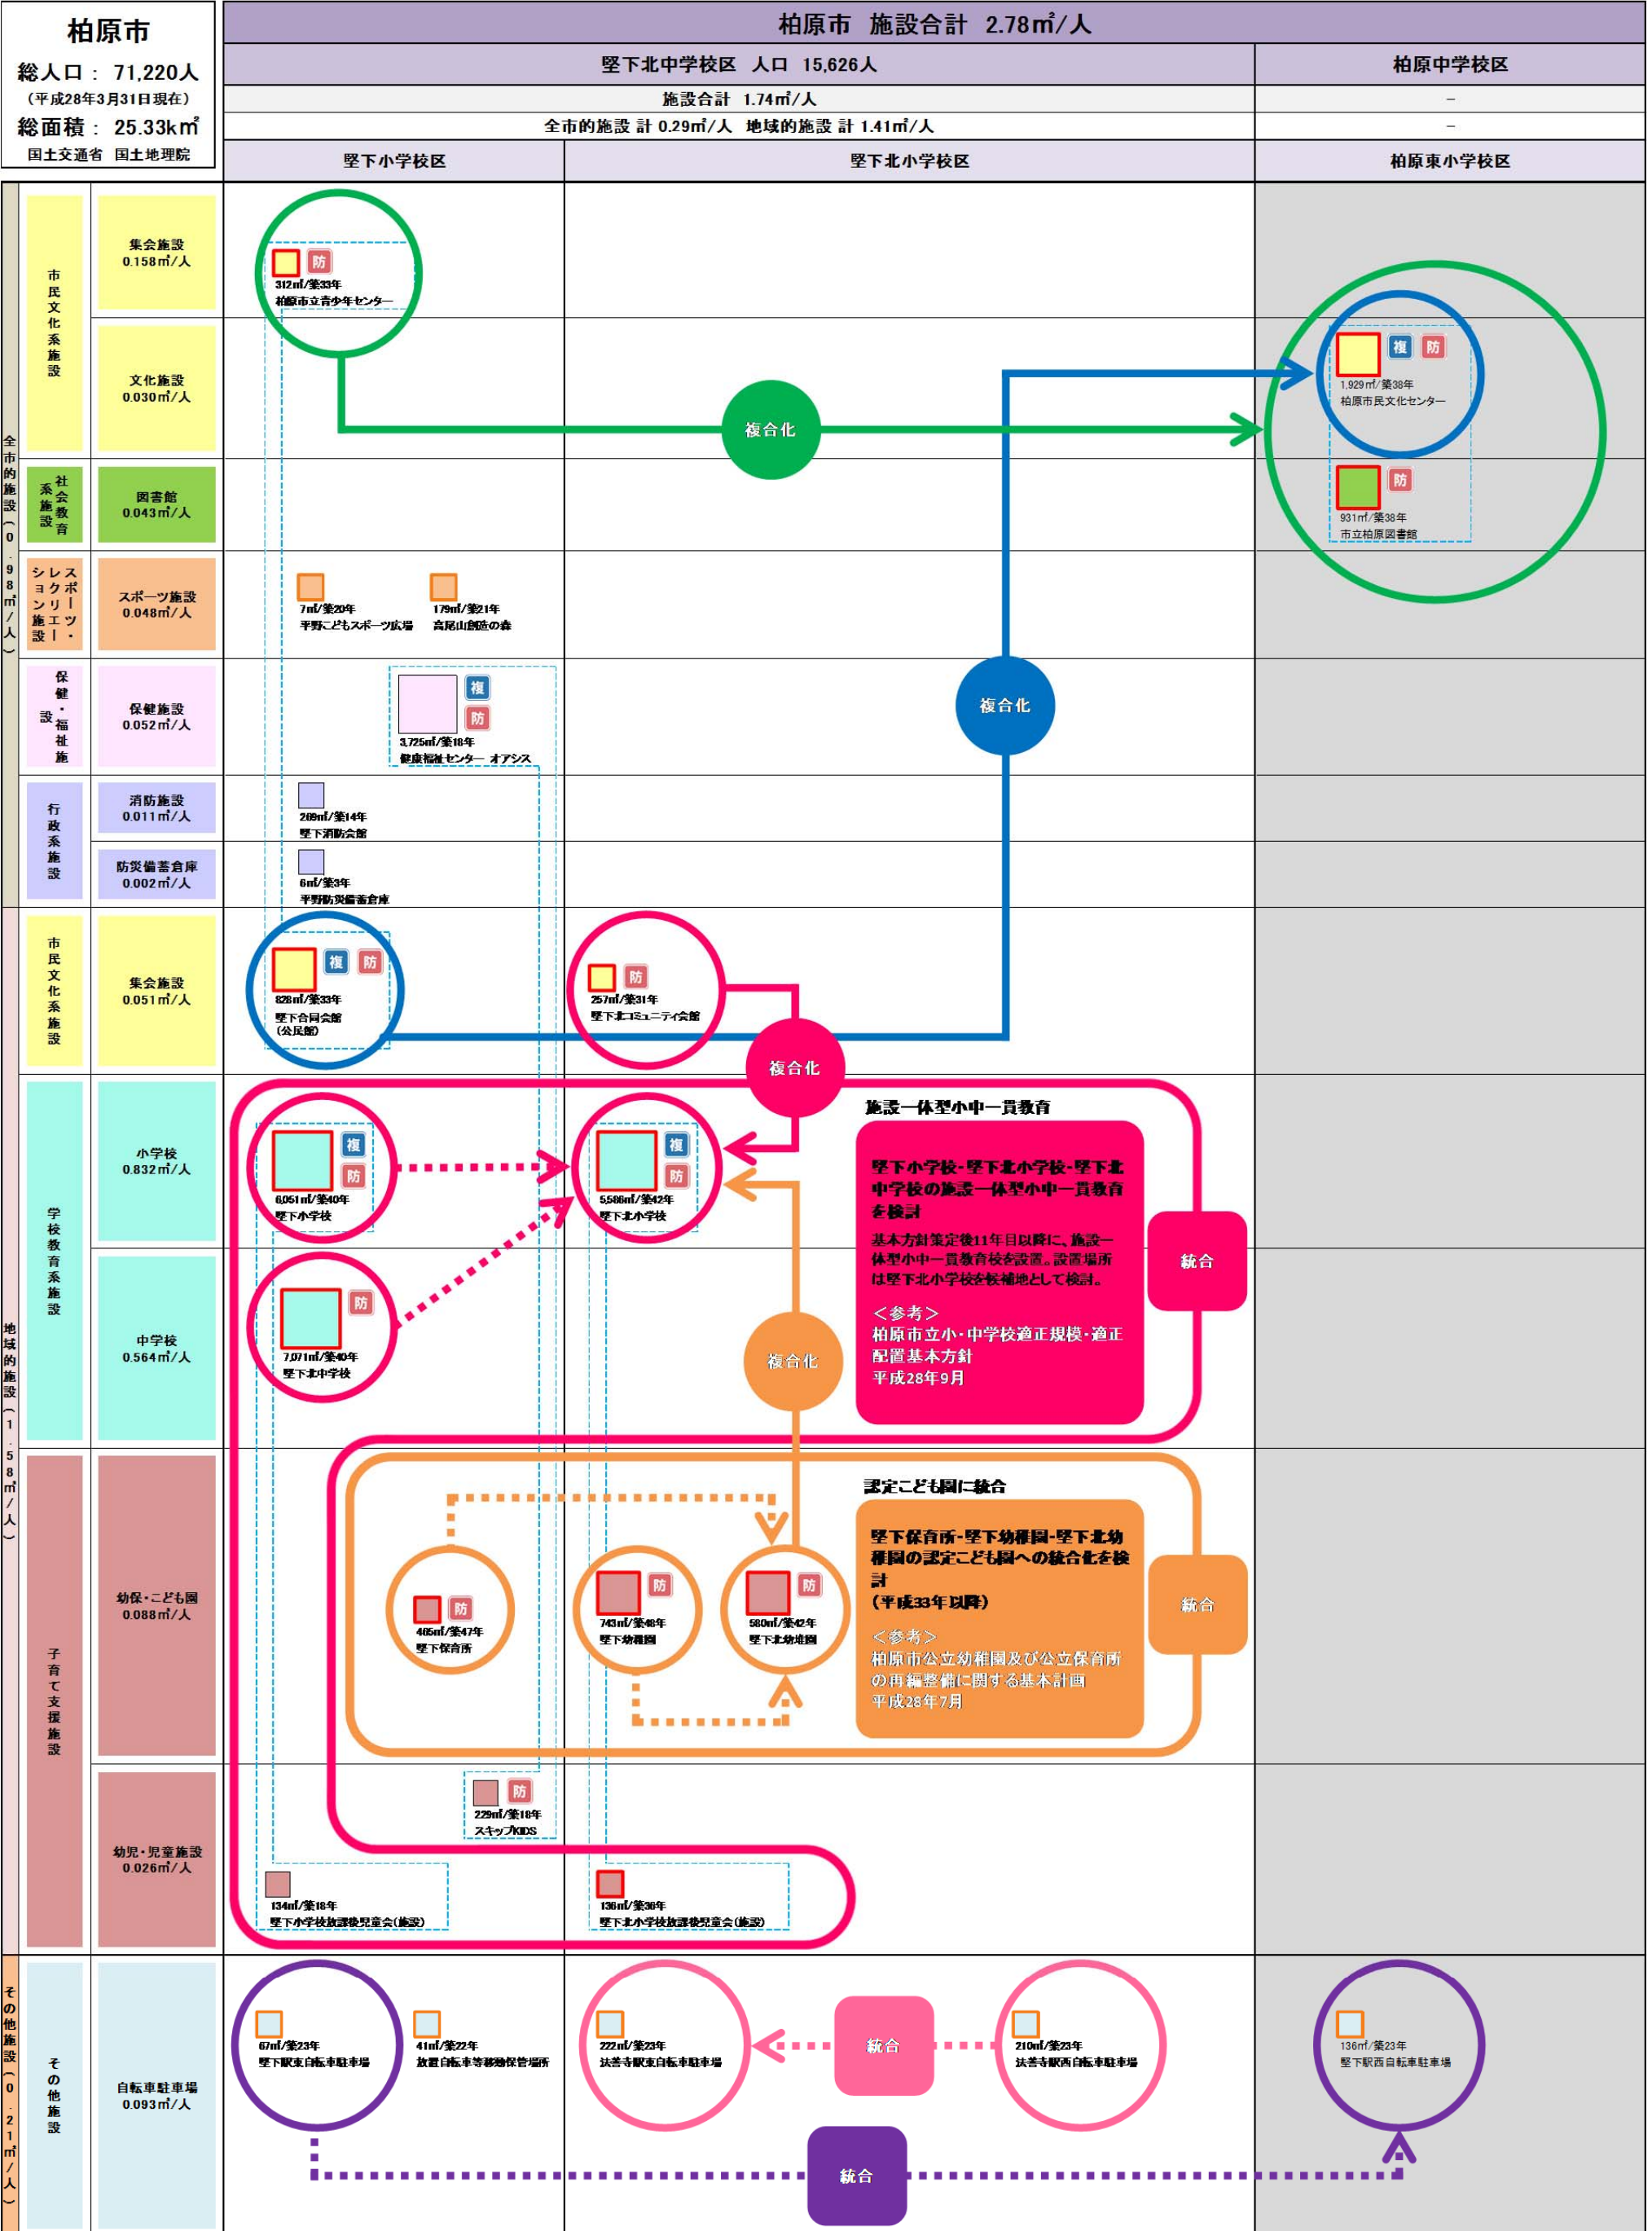 柏原市
総人口： 71,220人
（平成28年3月31日現在）
総面積： 25.33k㎡
国土交通省 国土地理院
柏原市 施設合計 2.78㎡/人
堅下北中学校区 人口 15,626人
柏原中学校区
施設合計 1.74㎡/人
－
全市的施設 計 0.29㎡/人 地域的施設 計 1.41㎡/人
－
堅下小学校区
堅下北小学校区
柏原東小学校区
全市的施設（0.98㎡/人）
市民文化系施設
集会施設
0.158㎡/人
防
312㎡/築33年
柏原市立青少年センター
文化施設
0.030㎡/人
複合化
複 防
1,929㎡/築38年
柏原市民文化センター
社会教育系施設
図書館
0.043㎡/人
防
931㎡/築38年
市立柏原図書館
スポーツ・レクリエーション施設
スポーツ施設
0.048㎡/人
7㎡/築20年
平野こどもスポーツ広場
179㎡/築21年
高尾山創造の森
保健・福祉施設
保健施設
0.052㎡/人
複
防
3,725㎡/築18年
健康福祉センター オアシス
複合化
行政系施設
消防施設
0.011㎡/人
269㎡/築14年
堅下消防会館
防災備蓄倉庫
0.002㎡/人
6㎡/築3年
平野防災備蓄倉庫
地域的施設（1.58㎡/人）
市民文化系施設
集会施設
0.051㎡/人
複 防
828㎡/築33年
堅下合同会館
（公民館）
防
257㎡/築31年
堅下北コミュニティ会館
複合化
学校教育系施設
小学校
0.832㎡/人
複
防
6,051㎡/築40年
堅下小学校
複
防
5,586㎡/築42年
堅下北小学校
施設一体型小中一貫教育
堅下小学校・堅下北小学校・堅下北
中学校の施設一体型小中一貫教育
を検討
基本方針策定後11年目以降に、施設一
体型小中一貫教育校を設置。設置場所
は堅下北小学校を候補地として検討。
＜参考＞
柏原市立小・中学校適正規模・適正
配置基本方針
平成28年9月
統合
中学校
0.564㎡/人
防
7,071㎡/築40年
堅下北中学校
複合化
子育て支援施設
幼保・こども園
0.088㎡/人
防
465㎡/築47年
堅下保育所
防
743㎡/築48年
堅下幼稚園
防
580㎡/築42年
堅下北幼稚園
認定こども園に統合
堅下保育所・堅下幼稚園・堅下北幼
稚園の認定こども園への統合化を検
討
（平成33年以降）
＜参考＞
柏原市公立幼稚園及び公立保育所
の再編整備に関する基本計画
平成28年7月
統合
幼児・児童施設
0.026㎡/人
防
229㎡/築18年
スキップKIDS
134㎡/築18年
堅下小学校放課後児童会（施設）
136㎡/築36年
堅下北小学校放課後児童会（施設）
その他施設（0.21㎡/人）
その他施設
自転車駐車場
0.093㎡/人
67㎡/築23年
堅下駅東自転車駐車場
41㎡/築22年
放置自転車等移動保管場所
222㎡/築23年
法善寺駅東自転車駐車場
統合
210㎡/築23年
法善寺駅西自転車駐車場
136㎡/築23年
堅下駅西自転車駐車場
統合